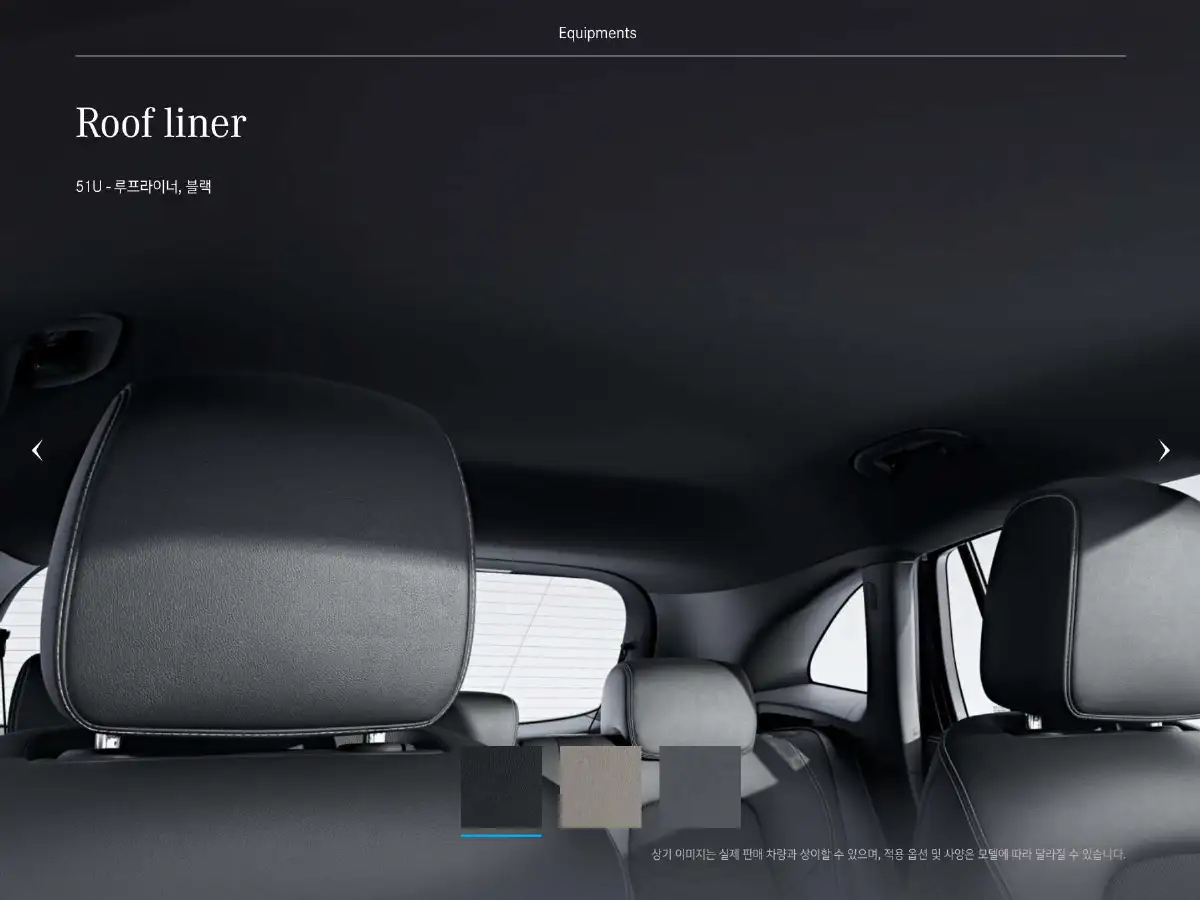 Equipments
Roof liner
51U - 루프라이너, 블랙
상기 이미지는 실제 판매 차량과 상이할 수 있으며, 적용 옵션 및 사양은 모델에 따라 달라질 수 있습니다.